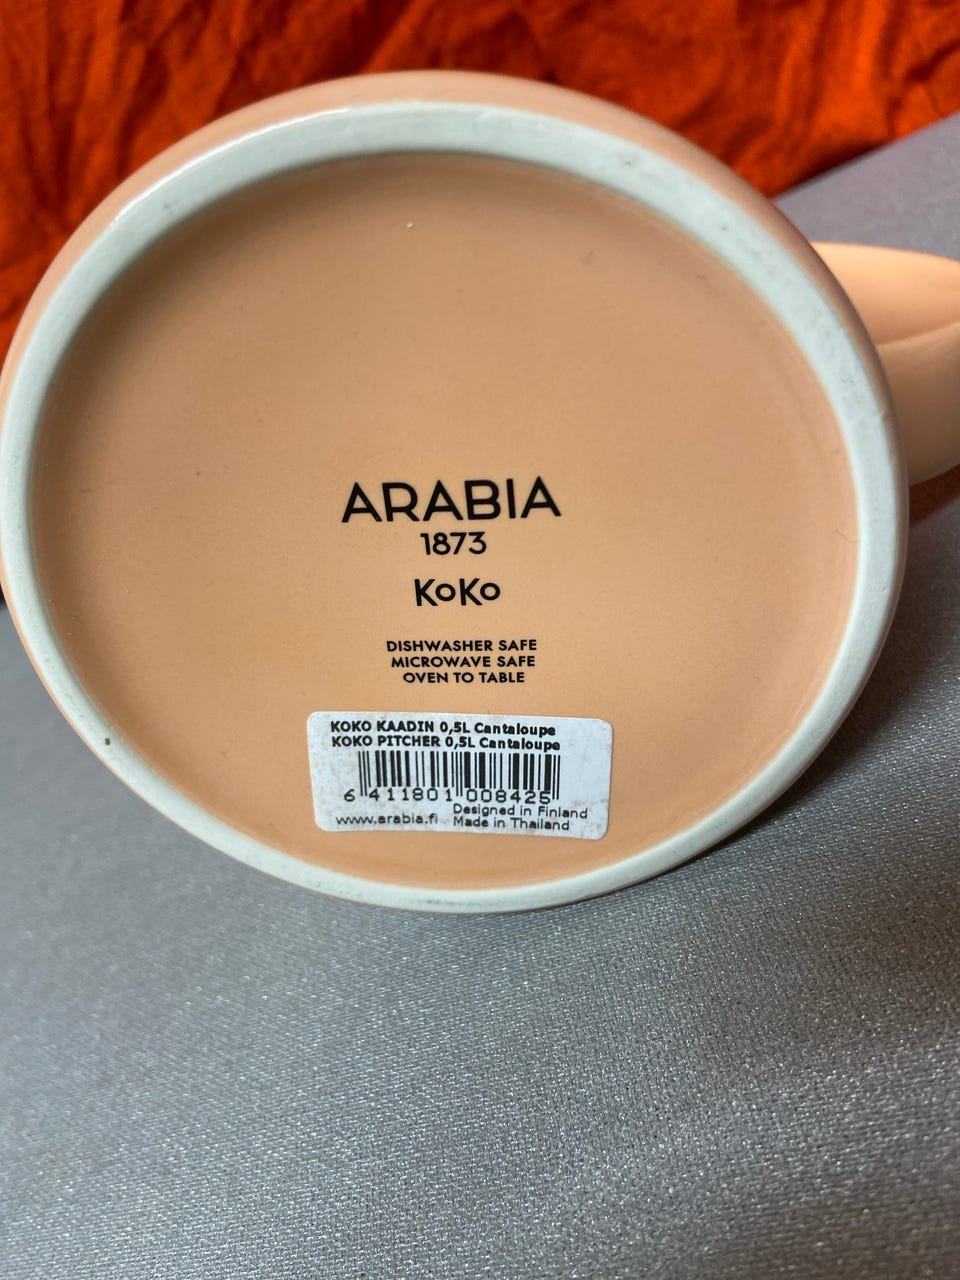 ARABIA
1873
KoKo
DISHWASHER SAFE
MICROWAVE SAFE
OVEN TO TABLE
KOKO KAADIN 0,5L Cantaloupe
KOKO PITCHER 0,5L Cantaloupe
6 411801 008425
Designed in Finland
www.arabia.fi Made in Thailand